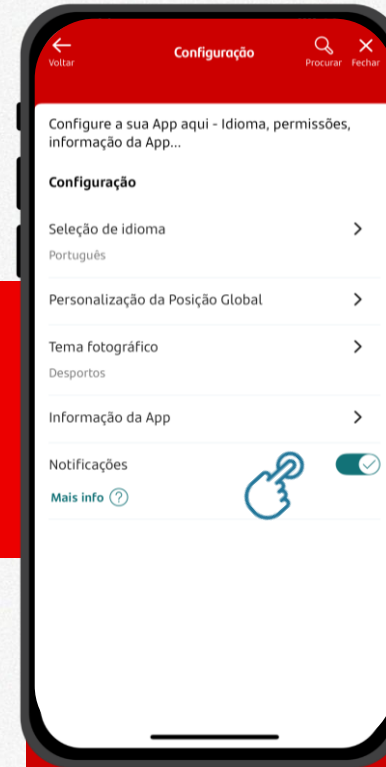 Configuração
Voltar
Procurar
Fechar
Configure a sua App aqui - Idioma, permissões,
informação da App...
Configuração
Seleção de idioma
Português
Personalização da Posição Global
Tema fotográfico
Desportos
Informação da App
Notificações
Mais info ?